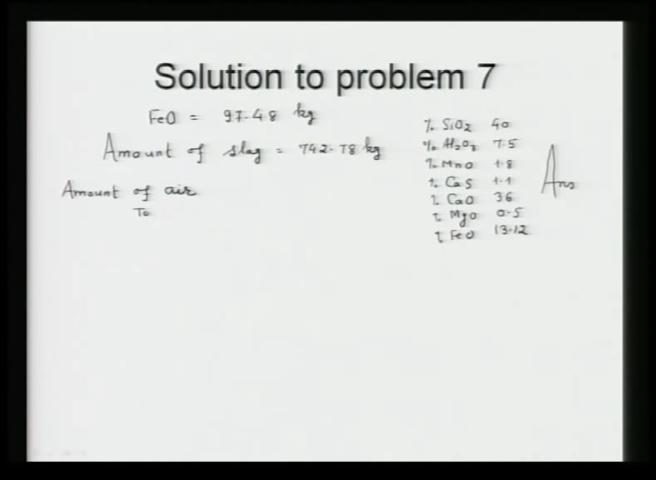 Solution to problem 7
FeO = 97.48 kg
Amount of slag = 742.78 kg
% SiO2 40
% Al2O3 7.5
% MnO 1.8
% CaS 1.1
% CaO 36
% MgO 0.5
% FeO 13.12
Ans
Amount of air
To